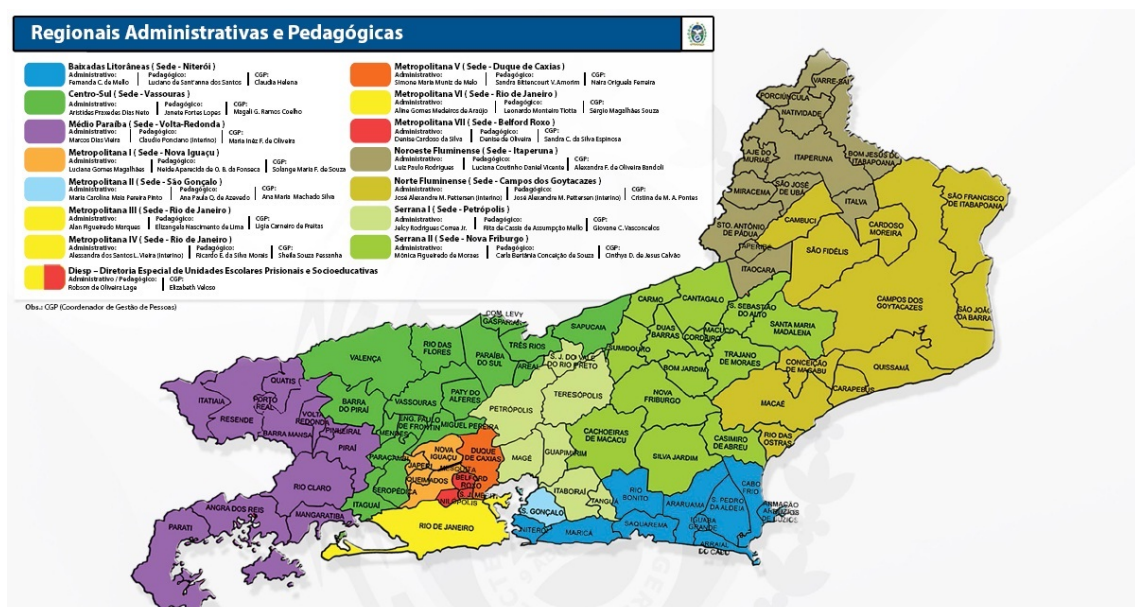 Regionais Administrativas e Pedagógicas
Baixadas Litorâneas (Sede - Niterói )
Administrativo: Pedagógico: CGP:
Fernanda C. de Mello Luciano de Sant'anna dos Santos Claudia Helena
Centro-Sul (Sede - Vassouras )
Administrativo: Pedagógico: CGP:
Aristides Praxedes Dias Neto Janete Fortes Lopes Magali G. Ramos Coelho
Médio Paraíba (Sede - Volta-Redonda )
Administrativo: Pedagógico: CGP:
Marcos Dias Vieira Claudio Ponciano (Interino) Maria Inêz F. de Oliveira
Metropolitana I (Sede - Nova Iguaçu )
Administrativo: Pedagógico: CGP:
Luciana Gomes Magalhães Neide Aparecida de O. B. da Fonseca Solange Maria F. de Souza
Metropolitana II (Sede - São Gonçalo )
Administrativo: Pedagógico: CGP:
Maria Carolina Mais Pereira Pinto Ana Paula Q. de Azevedo Ana Maria Machado Silva
Metropolitana III (Sede - Rio de Janeiro )
Administrativo: Pedagógico: CGP:
Alan Figueiredo Marques Elizangela Nascimento de Lima Ligia Carneiro de Freitas
Metropolitana IV (Sede - Rio de Janeiro )
Administrativo: Pedagógico: CGP:
Alessandra dos Santos L. Vieira (Interino) Ricardo E. da Silva Morais Sheila Souza Pessanha
Diesp – Diretoria Especial de Unidades Escolares Prisionais e Socioeducativas
Administrativo / Pedagógico: CGP:
Robson de Oliveira Lage Elizabeth Veloso
Metropolitana V (Sede - Duque de Caxias )
Administrativo: Pedagógico: CGP:
Simone Maria Muniz de Melo Sandra Bittencourt V. Amorim Naira Origuela Ferreira
Metropolitana VI (Sede - Rio de Janeiro )
Administrativo: Pedagógico: CGP:
Aline Gomes Medeiros de Araújo Leonardo Monteiro Tiotta Sérgio Magalhães Souza
Metropolitana VII (Sede - Belford Roxo )
Administrativo: Pedagógico: CGP:
Denise Cardoso da Silva Denise de Oliveira Sandra C. da Silva Espinosa
Noroeste Fluminense (Sede - Itaperuna )
Administrativo: Pedagógico: CGP:
Luiz Paulo Rodrigues Luciana Coutinho Daniel Vicente Alexandra F. de Oliveira Bandoli
Norte Fluminense (Sede - Campos dos Goytacazes )
Administrativo: Pedagógico: CGP:
José Alexandre M. Pettersen (Interino) José Alexandre M. Pettersen (Interino) Cristina de M. A. Pontes
Serrana I (Sede - Petrópolis )
Administrativo: Pedagógico: CGP:
Jelcy Rodrigues Correa Jr. Rita de Cassia de Assumpção Mello Giovane C. Vasconcelos
Serrana II (Sede - Nova Friburgo )
Administrativo: Pedagógico: CGP:
Mônica Figueiredo de Moraes Carla Bertânia Conceição de Souza Cinthya D. de Jesus Calvão
Obs.: CGP (Coordenador de Gestão de Pessoas)
VARRE-SAI
PORCIÚNCULA
NATIVIDADE
LAJE DO
MURIAÉ
ITAPERUNA
BOM JESUS DE
ITABAPOANA
MIRACEMA
SÃO JOSÉ
DE UBÁ
ITALVA
SÃO FRANCISCO
DE ITABAPOANA
STO. ANTÔNIO
DE PÁDUA
CAMBUCI
CARDOSO
MOREIRA
APERIBÉ
SÃO FIDÉLIS
ITAOCARA
CAMPOS DOS
GOYTACAZES
SÃO JOÃO
DA BARRA
CARMO
CANTAGALO
S. SEBASTIÃO
DO ALTO
SANTA MARIA
MADALENA
COM. LEVY
GASPARIAN
SAPUCAIA
TRÊS RIOS
RIO DAS
FLORES
PARAÍBA
DO SUL
AREAL
VALENÇA
S. J. DO VALE
DO RIO PRETO
SUMIDOURO
DUAS
BARRAS
CORDEIRO
MACUCO
TRAJANO
DE MORAES
BOM JARDIM
CONCEIÇÃO
DE MACABU
QUISSAMÃ
CARAPEBUS
MACAÉ
RIO DAS
OSTRAS
CASIMIRO
DE ABREU
NOVA
FRIBURGO
TERESÓPOLIS
PETRÓPOLIS
PATY DO
ALFERES
VASSOURAS
MIGUEL PEREIRA
ENG. PAULO
DE FRONTIN
MENDES
BARRA
DO PIRAÍ
QUATIS
ITATIAIA
PORTO
REAL
RESENDE
VOLTA
REDONDA
BARRA MANSA
PINHEIRAL
PIRAÍ
PARACAMBI
RIO CLARO
SEROPÉDICA
ITAGUAÍ
ANGRA DOS REIS
MANGARATIBA
PARATI
NOVA
IGUAÇU
JAPERI
QUEIMADOS
MESQUITA
DUQUE
DE CAXIAS
BELFORD
ROXO
S. J. MERITI
NILÓPOLIS
RIO DE JANEIRO
MAGÉ
GUAPIMIRIM
CACHOEIRAS
DE MACACU
SILVA JARDIM
ITABORAÍ
TANGUÁ
RIO
BONITO
S. GONÇALO
NITERÓI
MARICÁ
SAQUAREMA
ARARUAMA
S. PEDRO
DA ALDEIA
CABO
FRIO
IGUABA
GRANDE
ARRAIAL
DO CABO